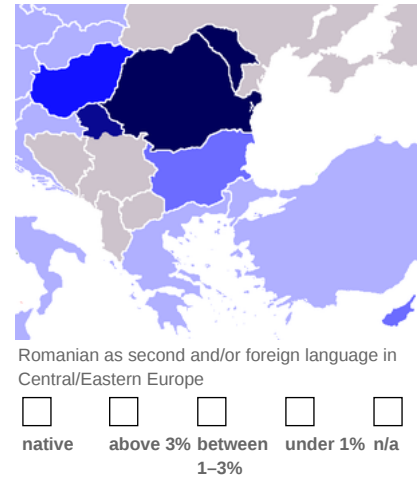 Romanian as second and/or foreign language in
Central/Eastern Europe
native above 3% between under 1% n/a
1–3%